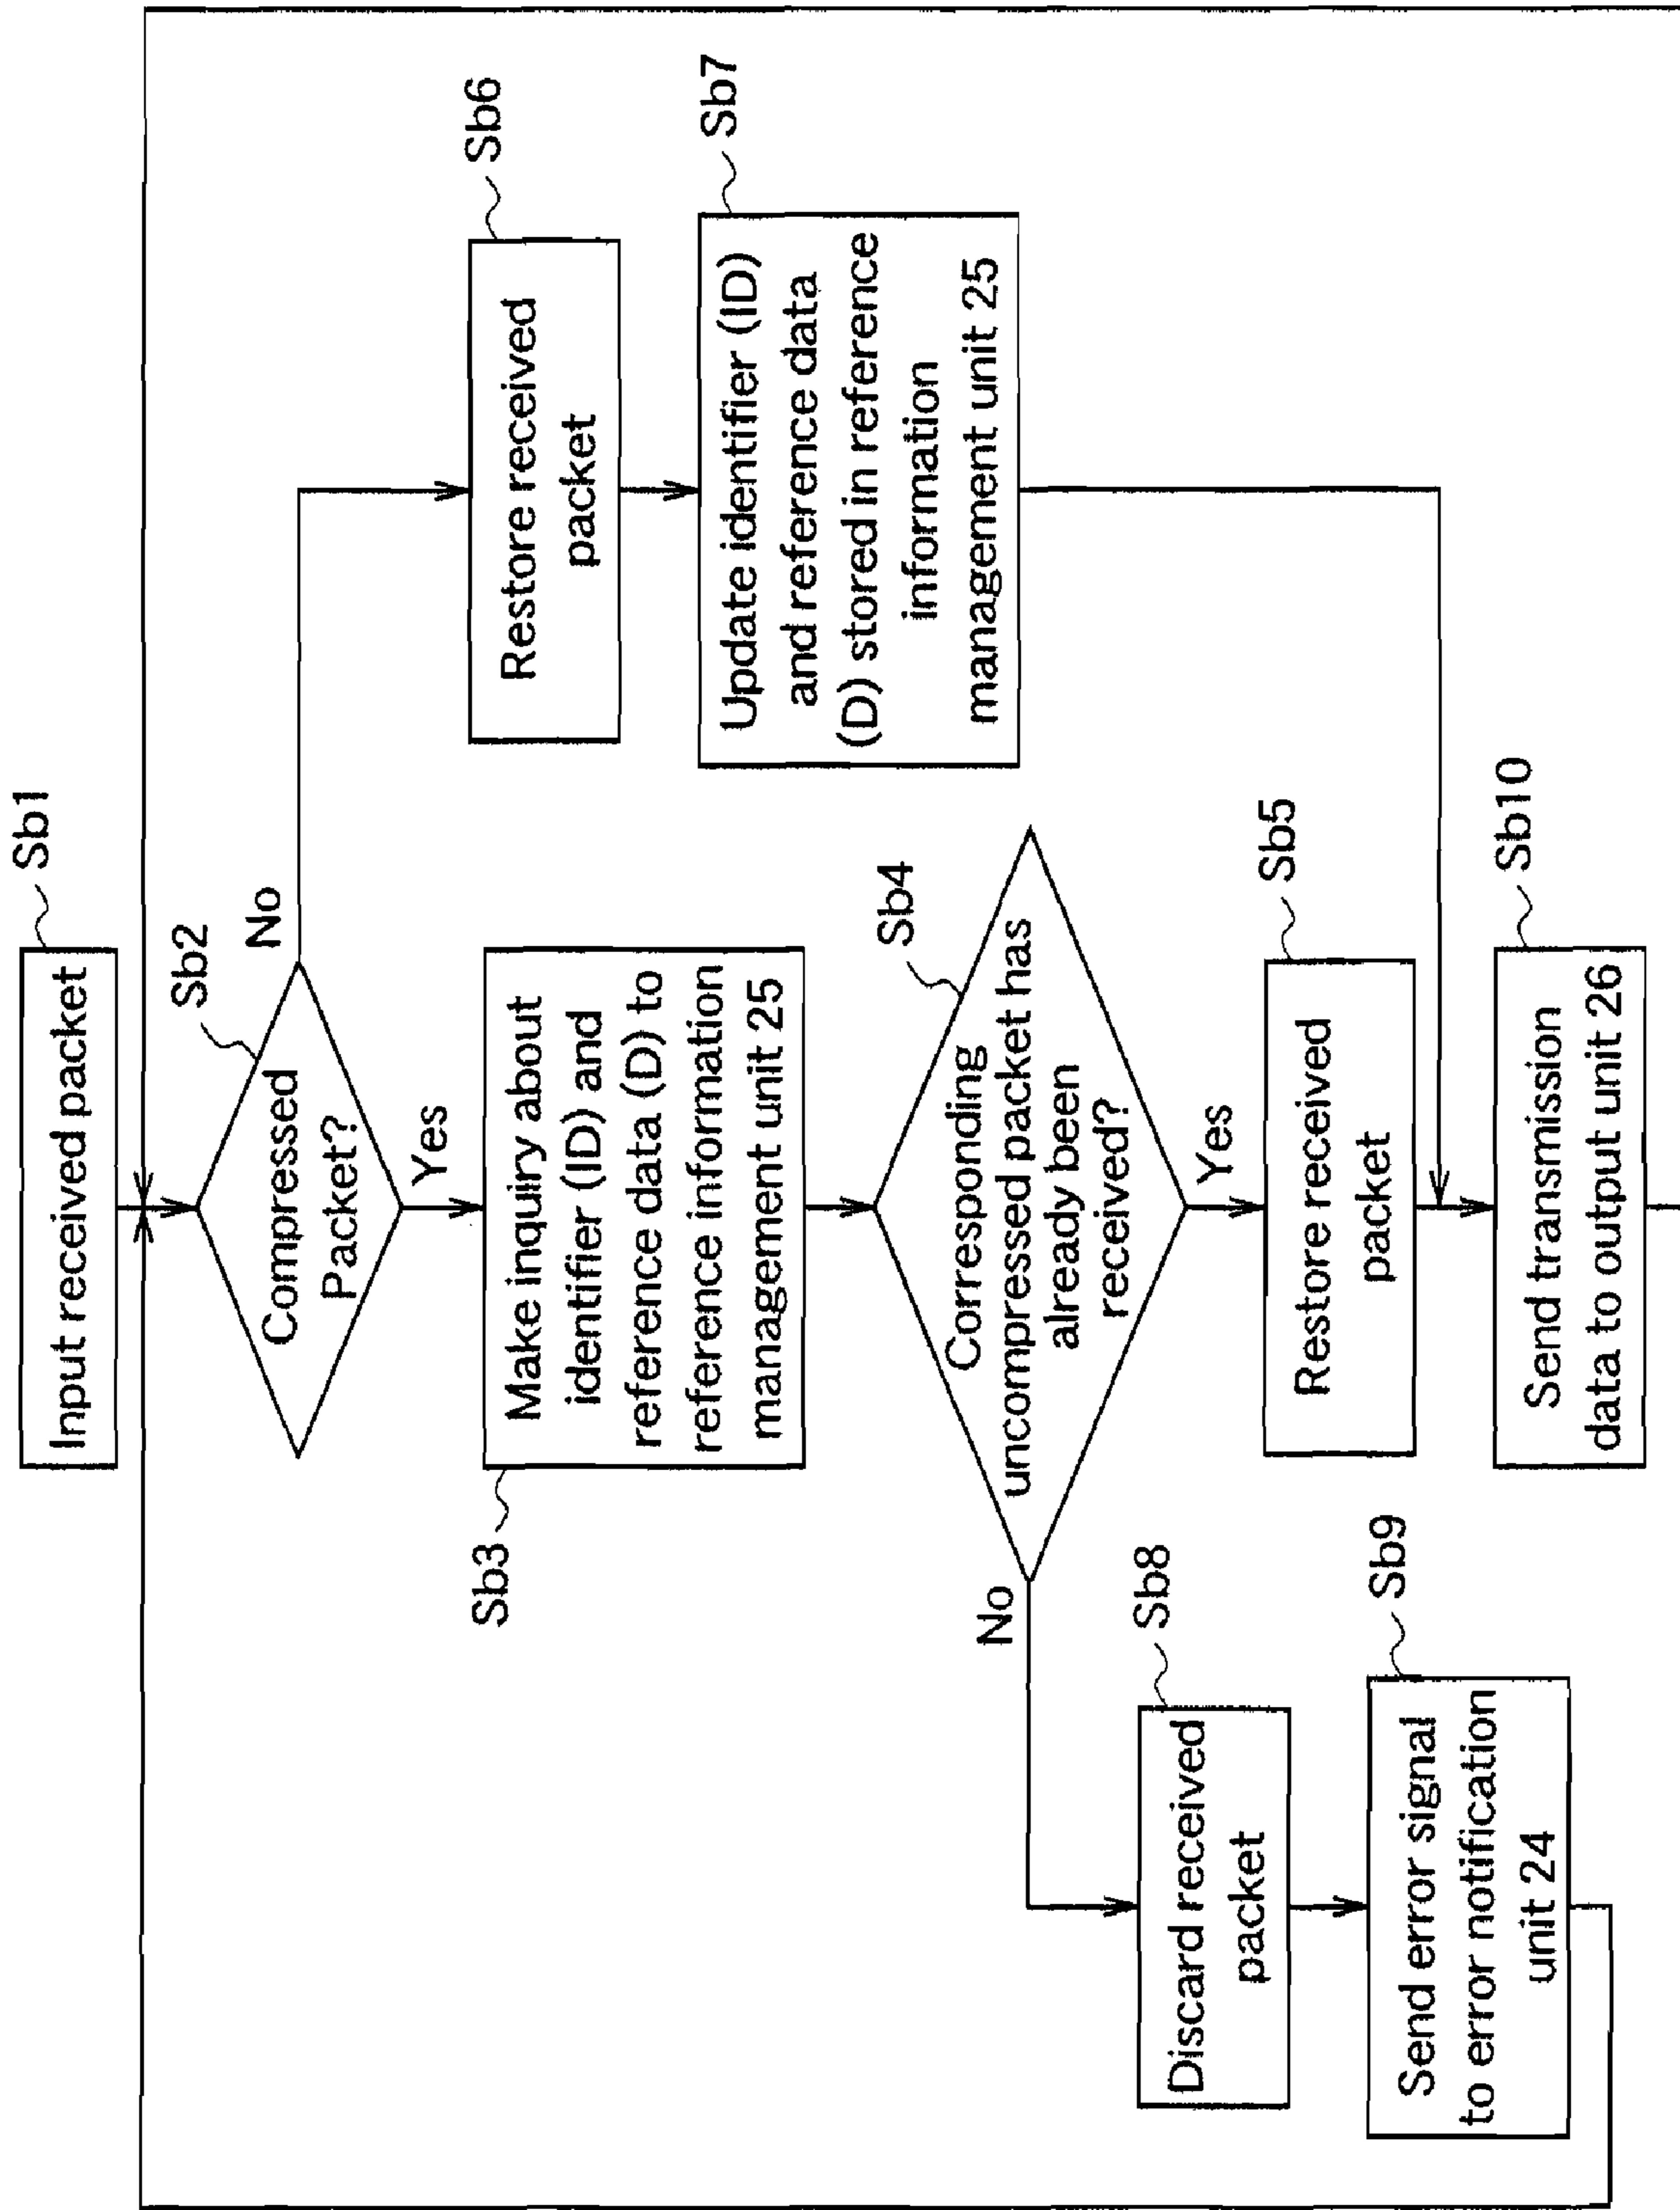 Input received packet
Sb1
Sb2
Compressed
Packet?
No
Yes
Sb3
Make inquiry about
identifier (ID) and
reference data (D) to
reference information
management unit 25
Sb6
Restore received
packet
Sb7
Update identifier (ID)
and reference data
(D) stored in reference
information
management unit 25
Sb4
Corresponding
uncompressed packet has
already been
received?
No
Yes
Sb8
Discard received
packet
Sb9
Send error signal
to error notification
unit 24
Sb5
Restore received
packet
Sb10
Send transmission
data to output unit 26